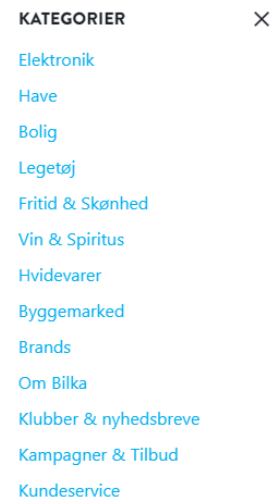 KATEGORIER
Elektronik
Have
Bolig
Legetøj
Fritid & Skønhed
Vin & Spiritus
Hvidevarer
Byggemarked
Brands
Om Bilka
Klubber & nyhedsbreve
Kampagner & Tilbud
Kundeservice